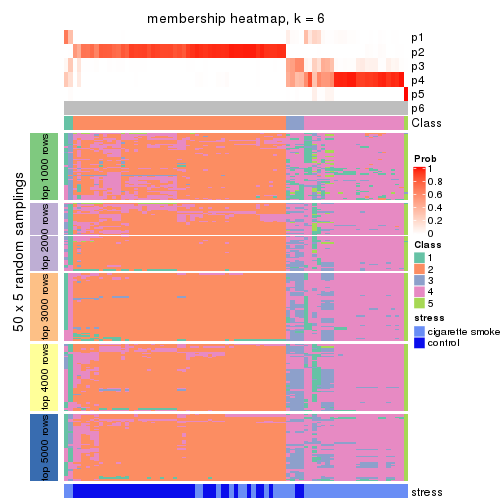 membership heatmap, k = 6
p1
p2
p3
p4
p5
p6
Class
50 x 5 random samplings
top 1000 rows
top 2000 rows
top 3000 rows
top 4000 rows
top 5000 rows
stress
Prob
1
0.8
0.6
0.4
0.2
0
Class
1
2
3
4
5
stress
cigarette smoke
control